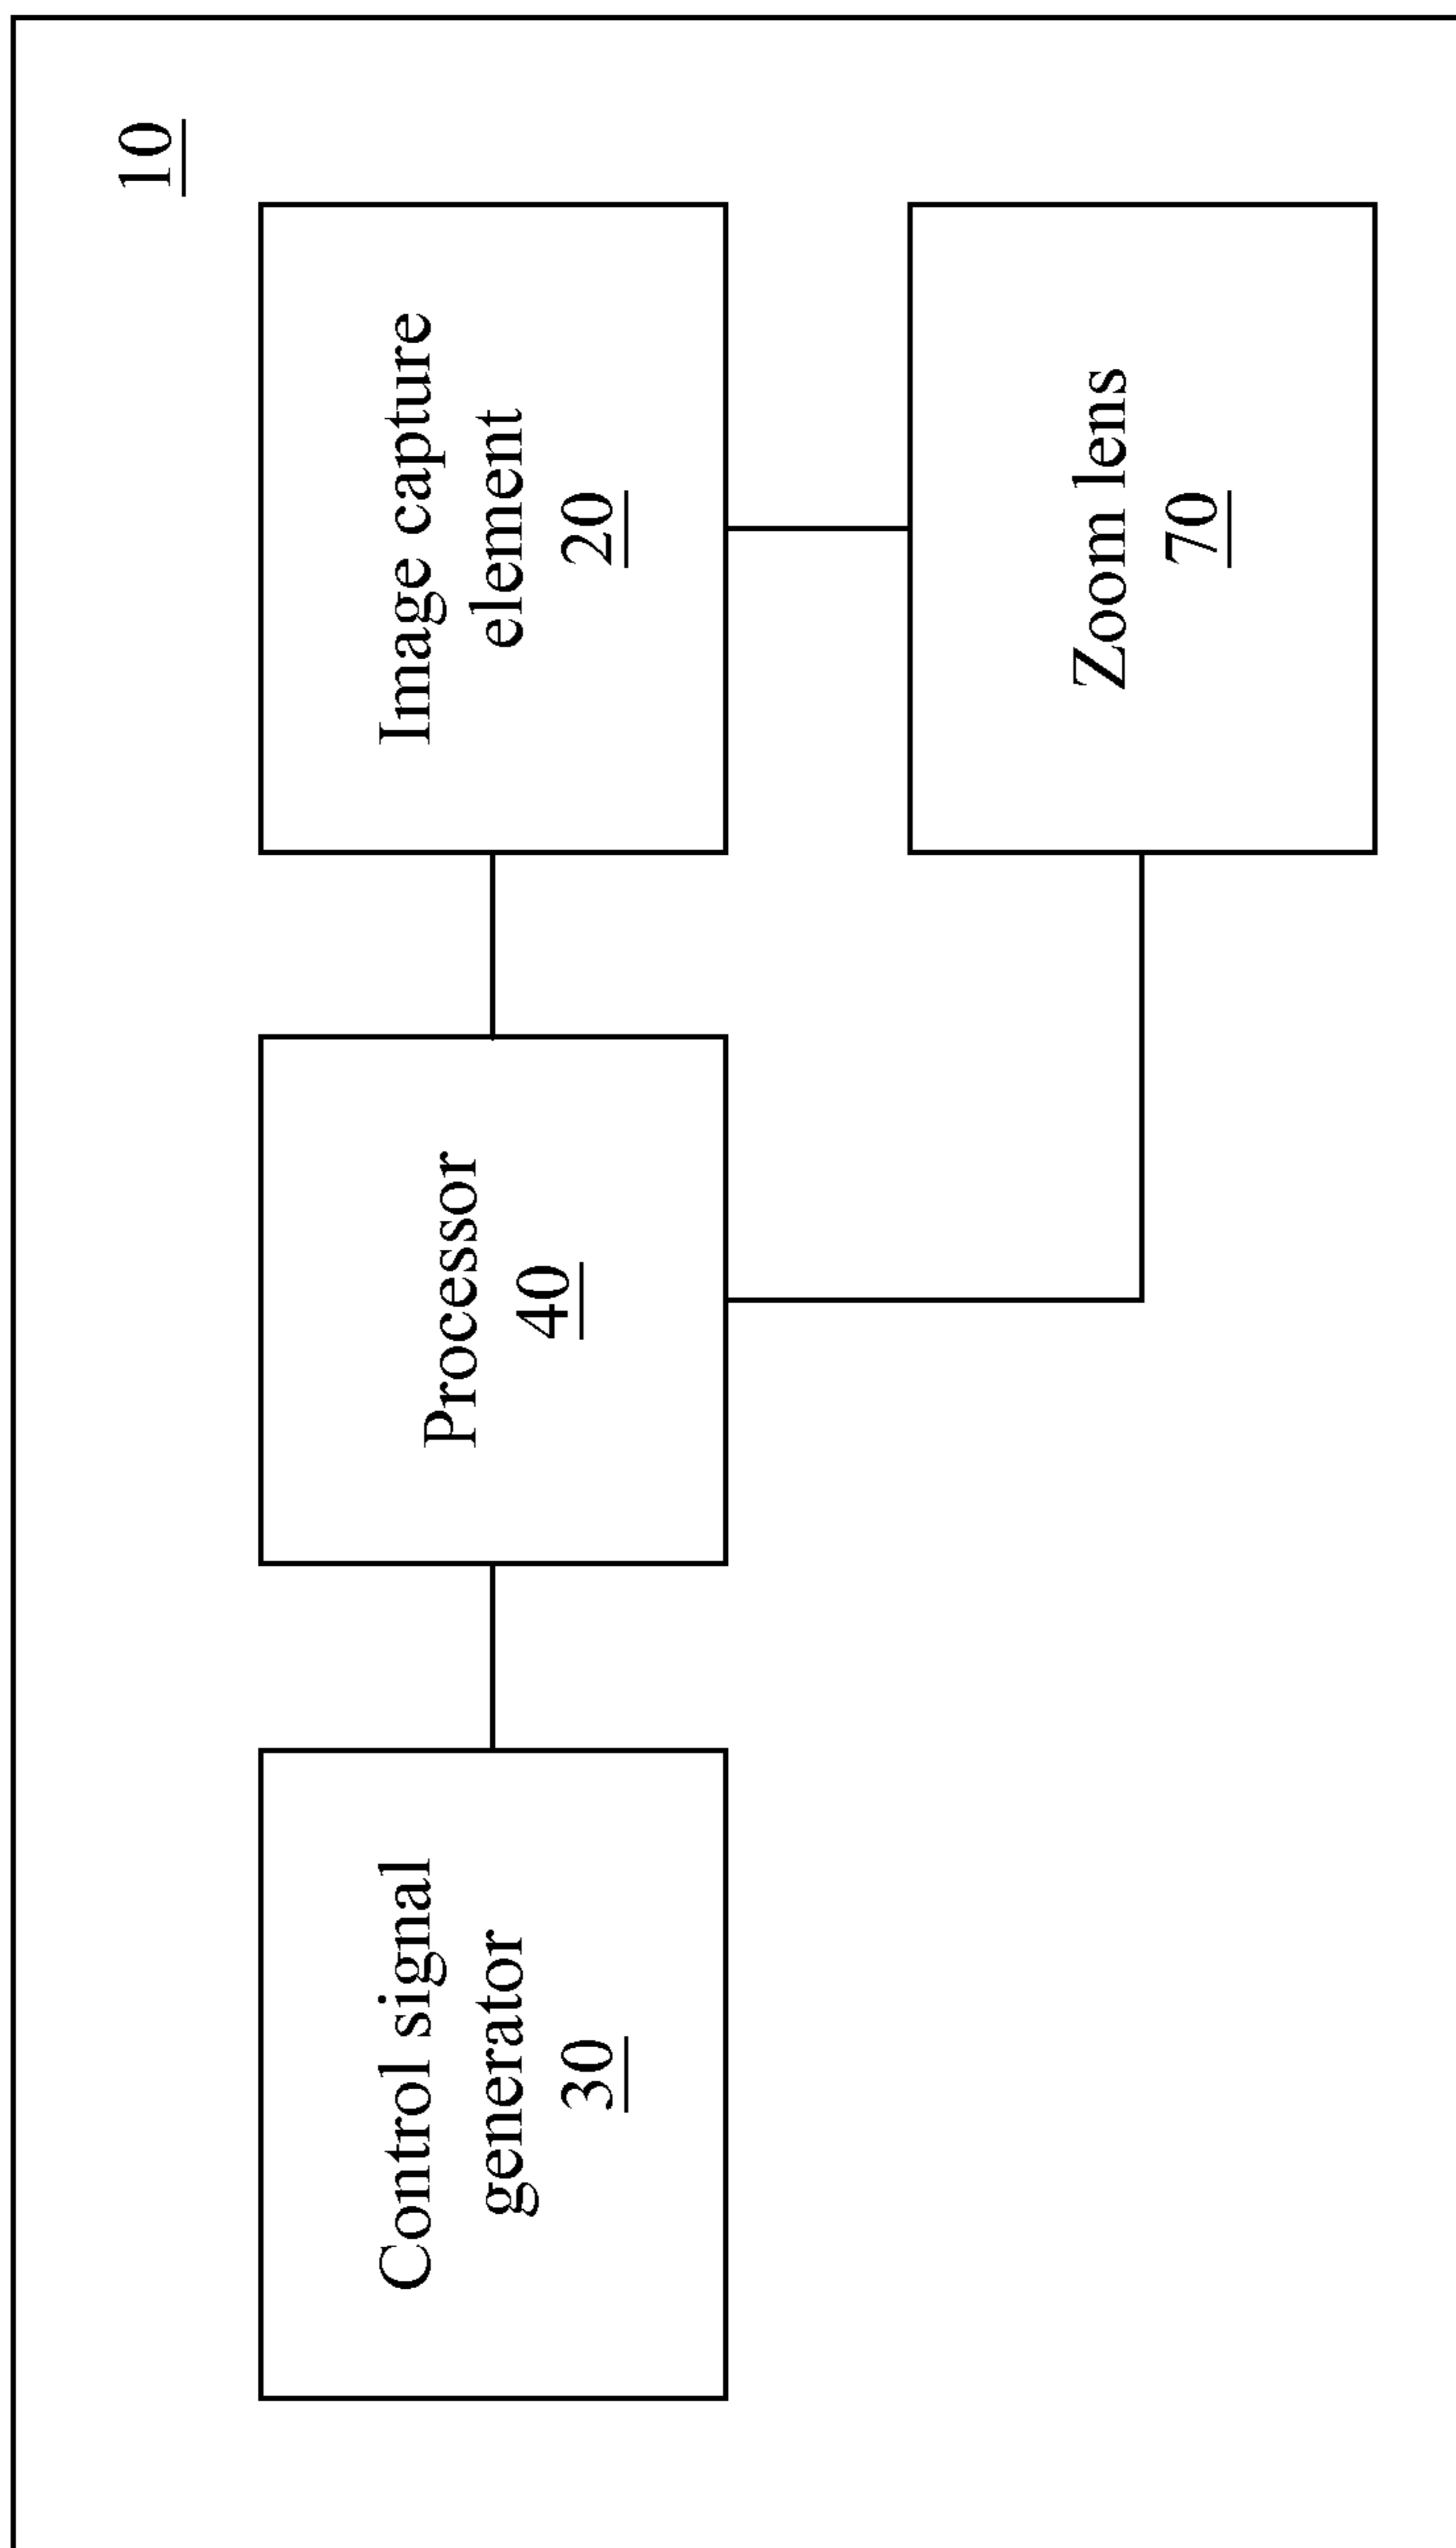 10
Control signal
generator
30
Processor
40
Image capture
element
20
Zoom lens
70